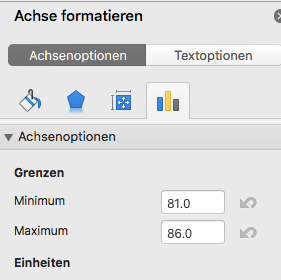 Achse formatieren
Achsenoptionen Textoptionen
Achsenoptionen
Grenzen
Minimum 81.0
Maximum 86.0
Einheiten